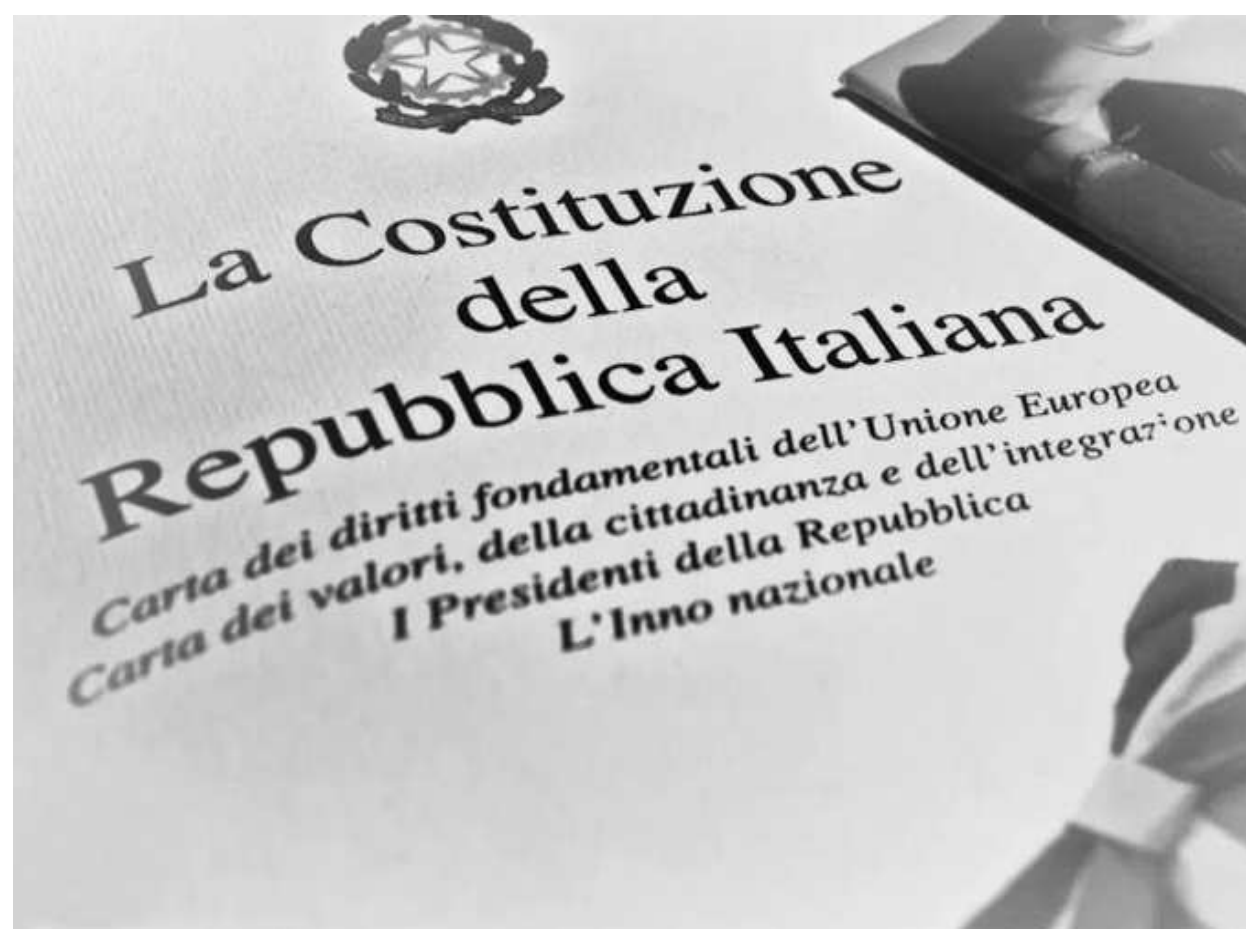 La Costituzione
della
Repubblica Italiana
Carta dei diritti fondamentali dell'Unione Europea
Carta dei valori, della cittadinanza e dell'integrazione
I Presidenti della Repubblica
L'Inno nazionale